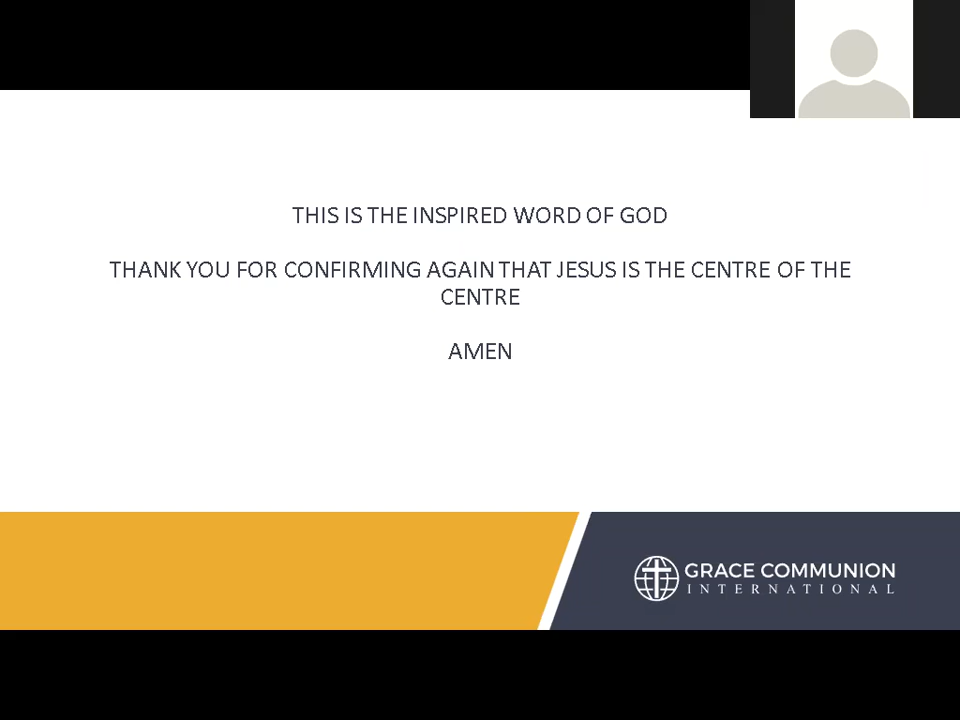 THIS IS THE INSPIRED WORD OF GOD
THANK YOU FOR CONFIRMING AGAIN THAT JESUS IS THE CENTRE OF THE
CENTRE
AMEN
GRACE COMMUNION
INTERNATIONAL